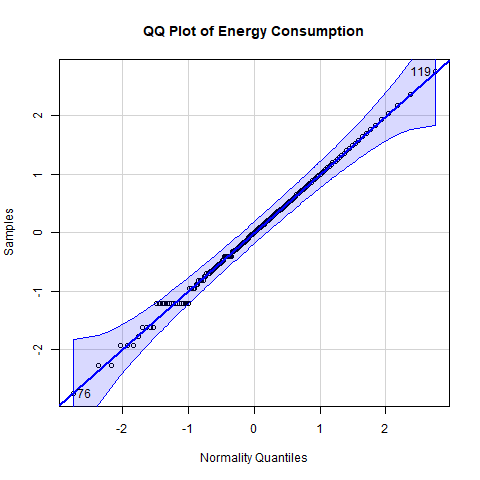 QQ Plot of Energy Consumption
119
2
1
0
-1
-2
Samples
76
-2 -1 0 1 2
Normality Quantiles